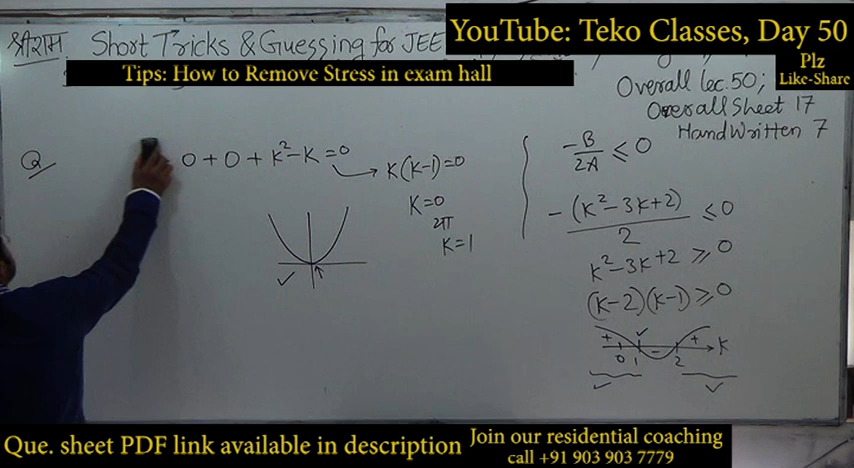 YouTube: Teko Classes, Day 50
श्रीराम. Short Tricks & Guessing for JEE
Plz
Like-Share
Tips: How to Remove Stress in exam hall
Overall lec. 50;
Overall Sheet 17
HandWritten 7
Q
0 + 0 + K² - K = 0
K(K-1)=0
K=0
या
K=1
-B/2A ≤ 0
-(K² - 3K + 2)/2 ≤ 0
K² - 3K + 2 ≥ 0
(K-2)(K-1) ≥ 0
+ - + K
0 1 2
Que. sheet PDF link available in description
Join our residential coaching
call +91 903 903 7779